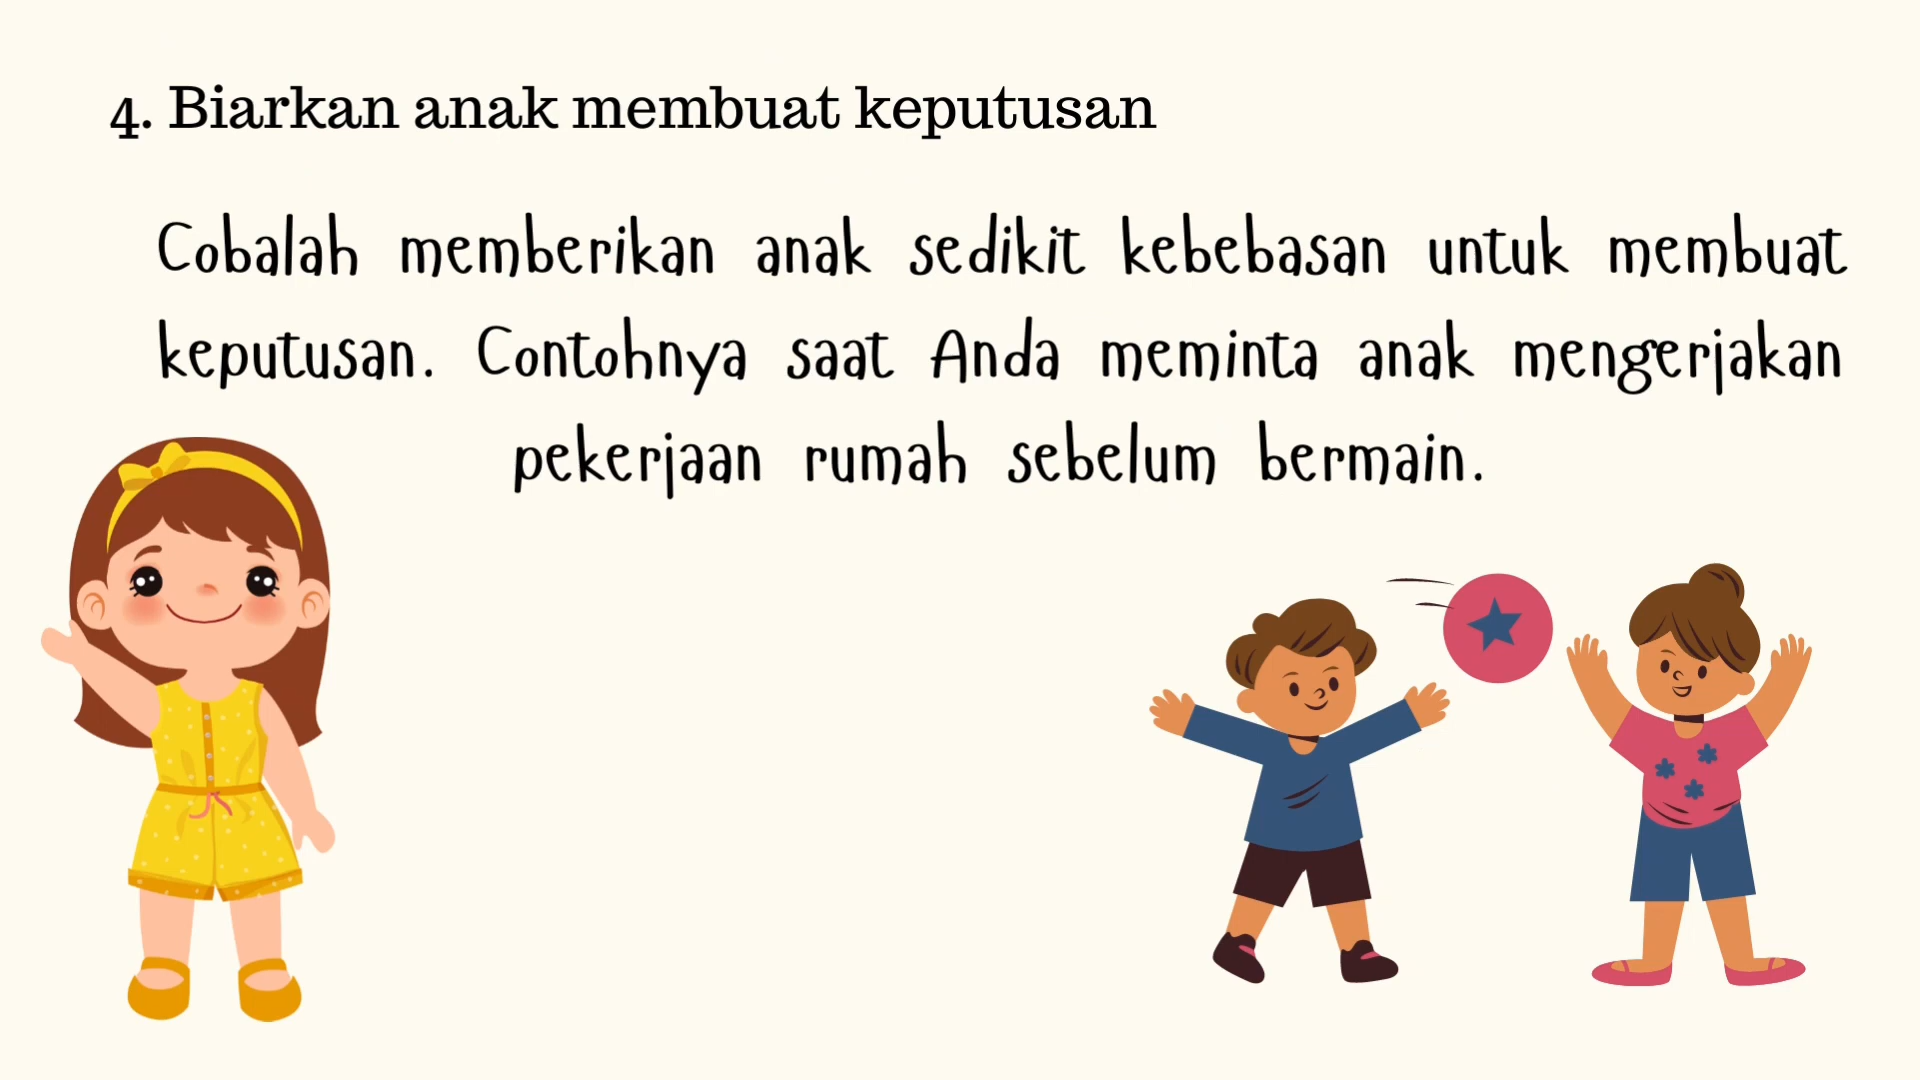 4. Biarkan anak membuat keputusan
Cobalah memberikan anak sedikit kebebasan untuk membuat
keputusan. Contohnya saat Anda meminta anak mengerjakan
pekerjaan rumah sebelum bermain.